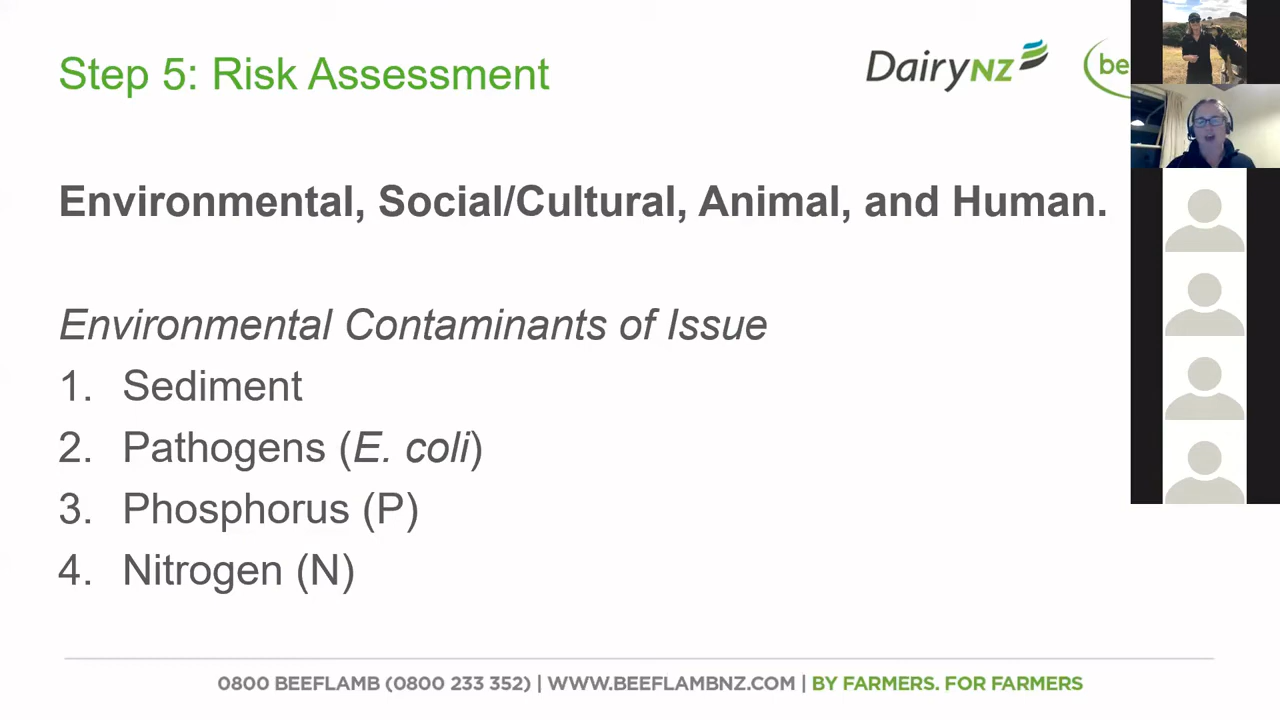 Step 5: Risk Assessment
DairyNZ
be
Environmental, Social/Cultural, Animal, and Human.
Environmental Contaminants of Issue
1. Sediment
2. Pathogens (E. coli)
3. Phosphorus (P)
4. Nitrogen (N)
0800 BEEFLAMB (0800 233 352) | WWW.BEEFLAMBNZ.COM | BY FARMERS. FOR FARMERS